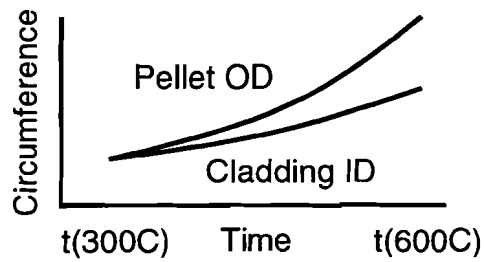 Circumference
Pellet OD
Cladding ID
t(300C) Time t(600C)